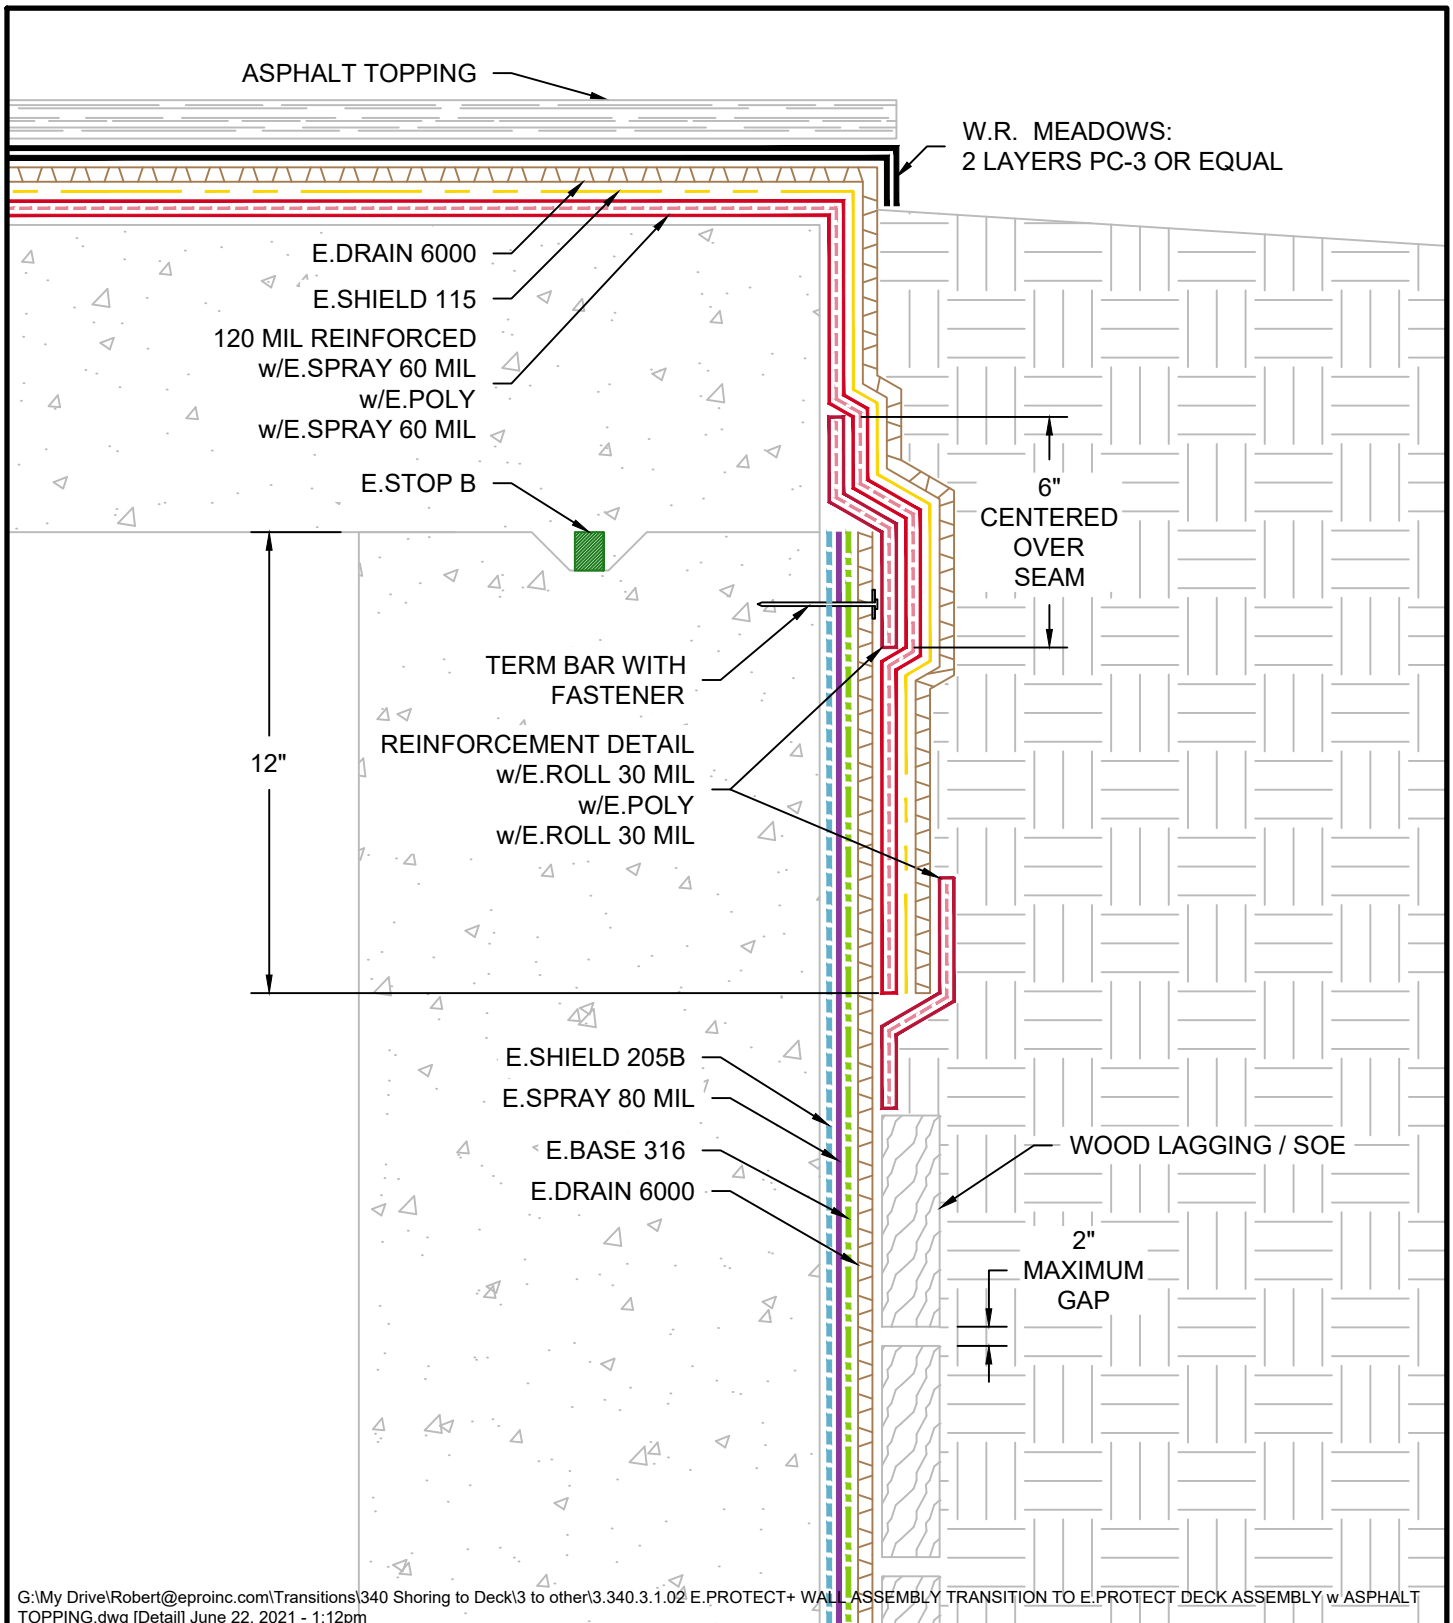 ASPHALT TOPPING
W.R. MEADOWS:
2 LAYERS PC-3 OR EQUAL
E.DRAIN 6000
E.SHIELD 115
120 MIL REINFORCED
w/E.SPRAY 60 MIL
w/E.POLY
w/E.SPRAY 60 MIL
E.STOP B
6"
CENTERED
OVER
SEAM
TERM BAR WITH
FASTENER
REINFORCEMENT DETAIL
w/E.ROLL 30 MIL
w/E.POLY
w/E.ROLL 30 MIL
12"
E.SHIELD 205B
E.SPRAY 80 MIL
E.BASE 316
E.DRAIN 6000
WOOD LAGGING / SOE
2"
MAXIMUM
GAP
G:\My Drive\Robert@eproinc.com\Transitions\340 Shoring to Deck\3 to other\3.340.3.1.02 E.PROTECT+ WALL ASSEMBLY TRANSITION TO E.PROTECT DECK ASSEMBLY w ASPHALT
TOPPING.dwg [Detail] June 22, 2021 - 1:12pm